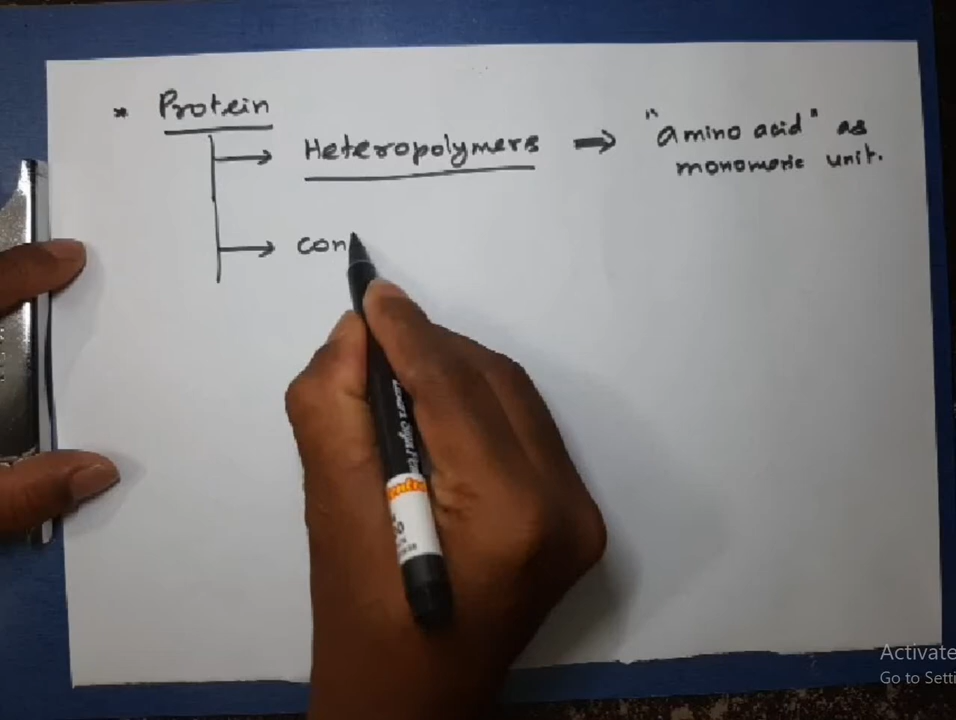 * Protein
Heteropolymers → "amino acid" as
monomeric unit.
con
Activate
Go to Setti